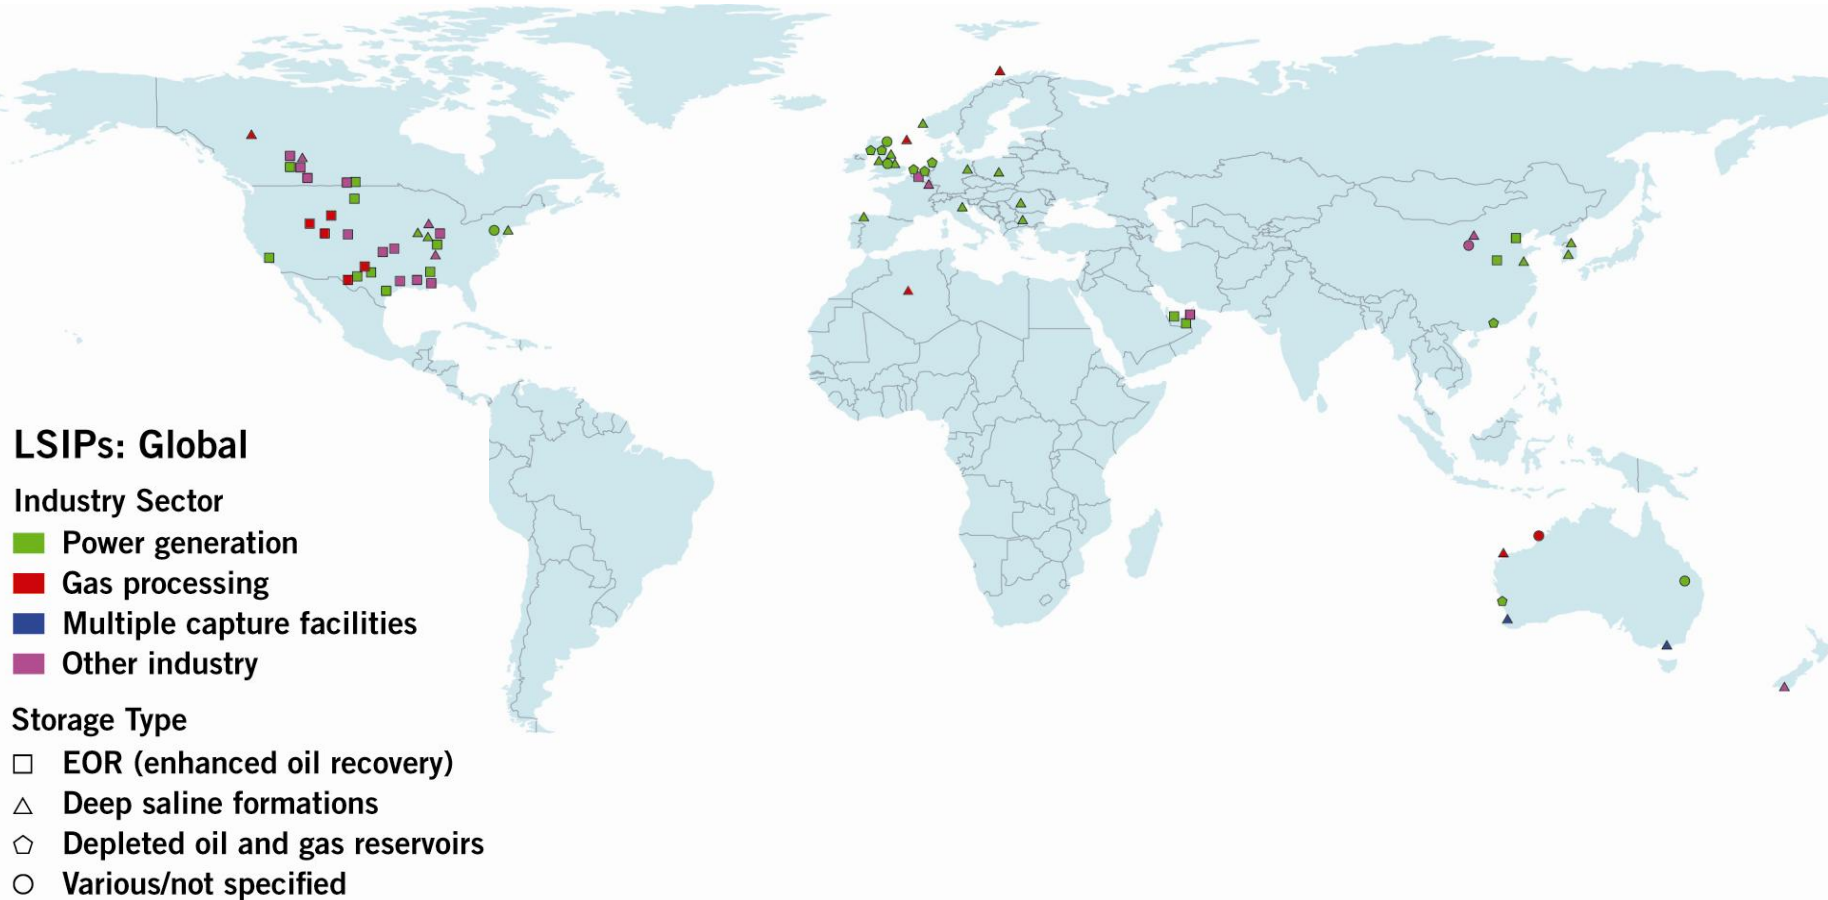 LSIPs: Global
Industry Sector
Power generation
Gas processing
Multiple capture facilities
Other industry
Storage Type
EOR (enhanced oil recovery)
Deep saline formations
Depleted oil and gas reservoirs
Various/not specified